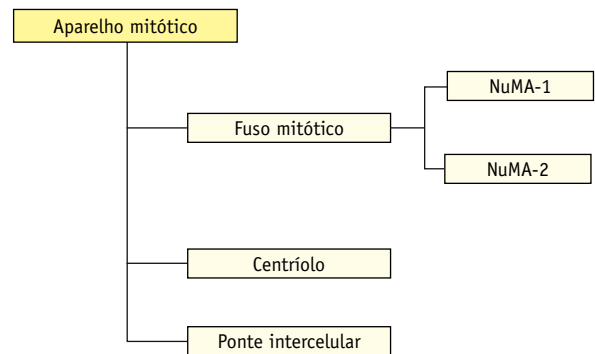 Aparelho mitótico
NuMA-1
Fuso mitótico
NuMA-2
Centríolo
Ponte intercelular